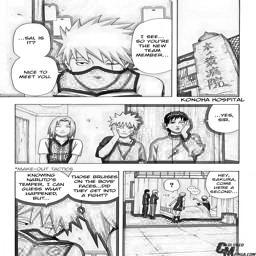 ...SAI, IS
IT?
NICE TO
MEET YOU.
I SEE...
SO YOU'RE
THE NEW
TEAM
MEMBER...
KONOHA HOSPITAL
...YES,
SIR.
*MAKE-OUT TACTICS
KNOWING
NARUTO'S
TEMPER, I
CAN GUESS
WHAT
HAPPENED,
BUT...
THOSE BRUISES
ON THE BOYS'
FACES...DID
THEY GET INTO
A FIGHT?
?
HEY,
SAKURA,
COME
HERE A
SECOND...